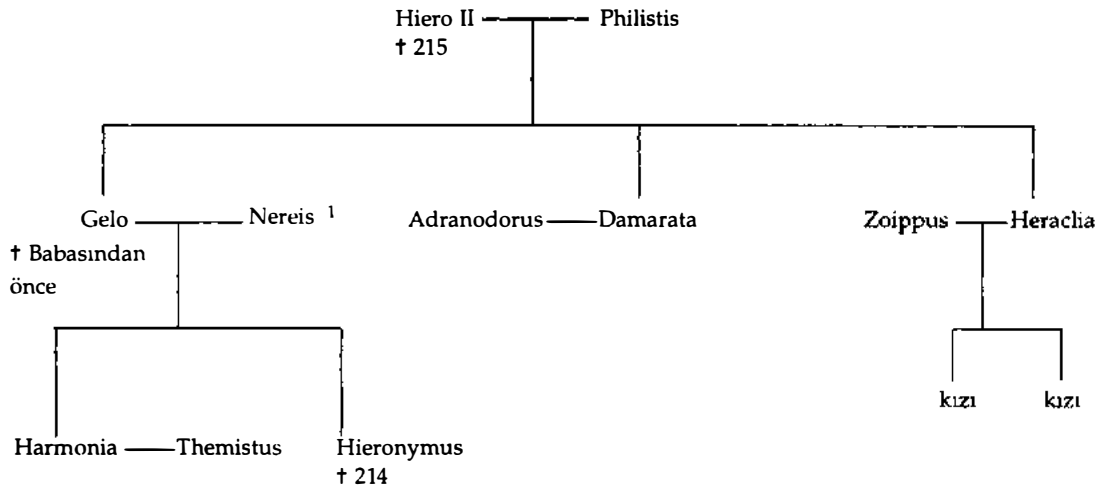 Hiero II Philistis
† 215
Gelo Nereis 1 Adranodorus Damarata Zoippus Heraclia
† Babasından
önce
kızı kızı
Harmonia Themistus Hieronymus
† 214